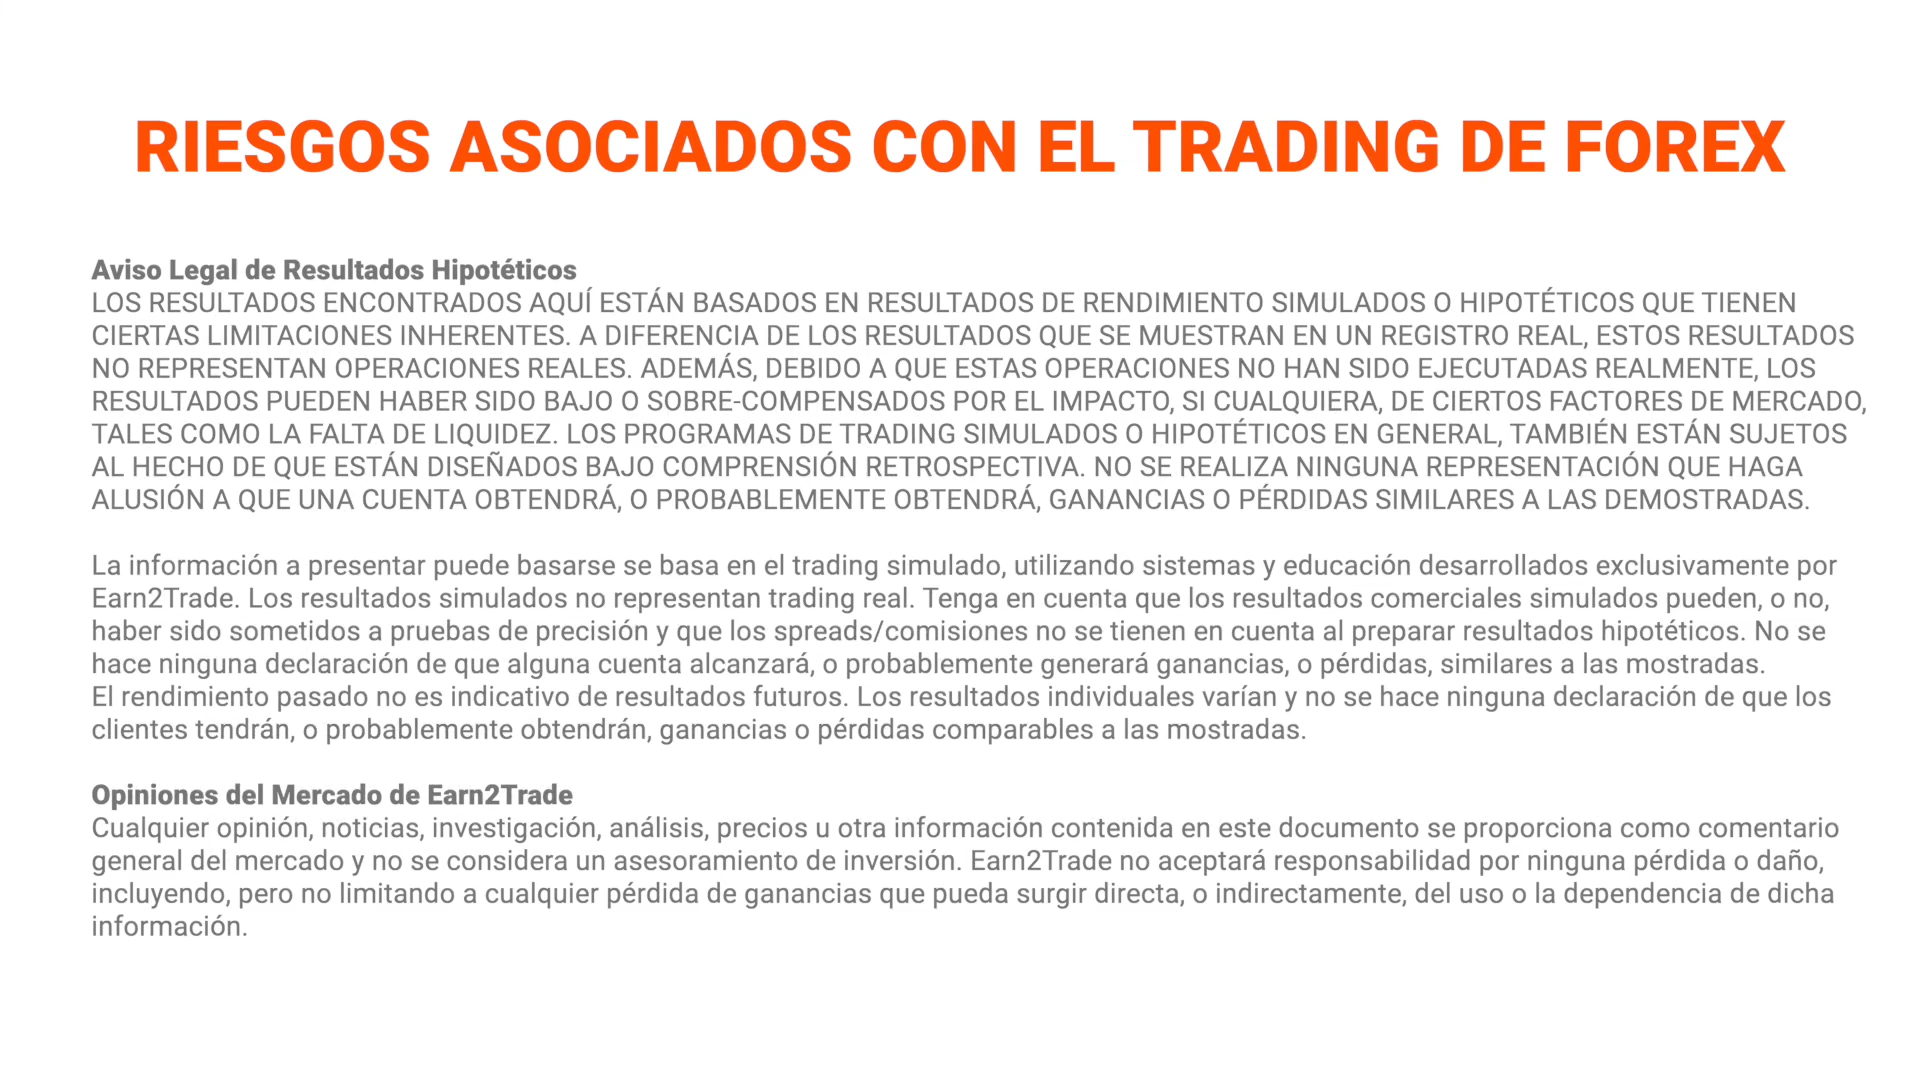 RIESGOS ASOCIADOS CON EL TRADING DE FOREX
Aviso Legal de Resultados Hipotéticos
LOS RESULTADOS ENCONTRADOS AQUÍ ESTÁN BASADOS EN RESULTADOS DE RENDIMIENTO SIMULADOS O HIPOTÉTICOS QUE TIENEN
CIERTAS LIMITACIONES INHERENTES. A DIFERENCIA DE LOS RESULTADOS QUE SE MUESTRAN EN UN REGISTRO REAL, ESTOS RESULTADOS
NO REPRESENTAN OPERACIONES REALES. ADEMÁS, DEBIDO A QUE ESTAS OPERACIONES NO HAN SIDO EJECUTADAS REALMENTE, LOS
RESULTADOS PUEDEN HABER SIDO BAJO O SOBRE-COMPENSADOS POR EL IMPACTO, SI CUALQUIERA, DE CIERTOS FACTORES DE MERCADO,
TALES COMO LA FALTA DE LIQUIDEZ. LOS PROGRAMAS DE TRADING SIMULADOS O HIPOTÉTICOS EN GENERAL, TAMBIÉN ESTÁN SUJETOS
AL HECHO DE QUE ESTÁN DISEÑADOS BAJO COMPRENSIÓN RETROSPECTIVA. NO SE REALIZA NINGUNA REPRESENTACIÓN QUE HAGA
ALUSIÓN A QUE UNA CUENTA OBTENDRÁ, O PROBABLEMENTE OBTENDRÁ, GANANCIAS O PÉRDIDAS SIMILARES A LAS DEMOSTRADAS.
La información a presentar puede basarse se basa en el trading simulado, utilizando sistemas y educación desarrollados exclusivamente por
Earn2Trade. Los resultados simulados no representan trading real. Tenga en cuenta que los resultados comerciales simulados pueden, o no,
haber sido sometidos a pruebas de precisión y que los spreads/comisiones no se tienen en cuenta al preparar resultados hipotéticos. No se
hace ninguna declaración de que alguna cuenta alcanzará, o probablemente generará ganancias, o pérdidas, similares a las mostradas.
El rendimiento pasado no es indicativo de resultados futuros. Los resultados individuales varían y no se hace ninguna declaración de que los
clientes tendrán, o probablemente obtendrán, ganancias o pérdidas comparables a las mostradas.
Opiniones del Mercado de Earn2Trade
Cualquier opinión, noticias, investigación, análisis, precios u otra información contenida en este documento se proporciona como comentario
general del mercado y no se considera un asesoramiento de inversión. Earn2Trade no aceptará responsabilidad por ninguna pérdida o daño,
incluyendo, pero no limitando a cualquier pérdida de ganancias que pueda surgir directa, o indirectamente, del uso o la dependencia de dicha
información.